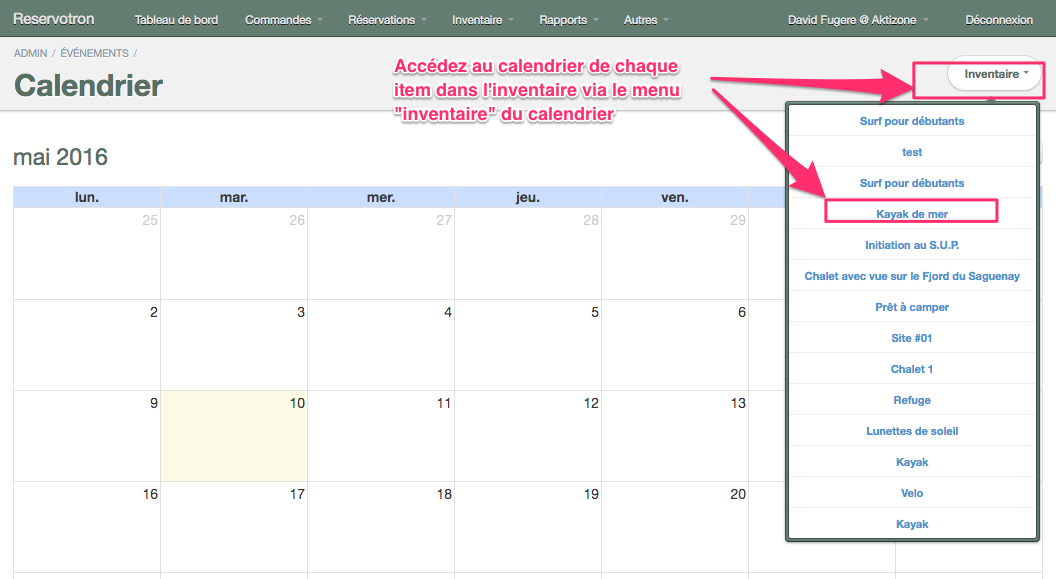 Reservotron Tableau de bord Commandes Réservations Inventaire Rapports Autres David Fugere @ Aktizone Déconnexion
ADMIN / ÉVÉNEMENTS /
Calendrier
Accédez au calendrier de chaque
item dans l'inventaire via le menu
"inventaire" du calendrier
Inventaire
Surf pour débutants
test
Surf pour débutants
Kayak de mer
Initiation au S.U.P.
Chalet avec vue sur le Fjord du Saguenay
Prêt à camper
Site #01
Chalet 1
Refuge
Lunettes de soleil
Kayak
Velo
Kayak
mai 2016
lun. mar. mer. jeu. ven.
25 26 27 28 29
2 3 4 5 6
9 10 11 12 13
16 17 18 19 20